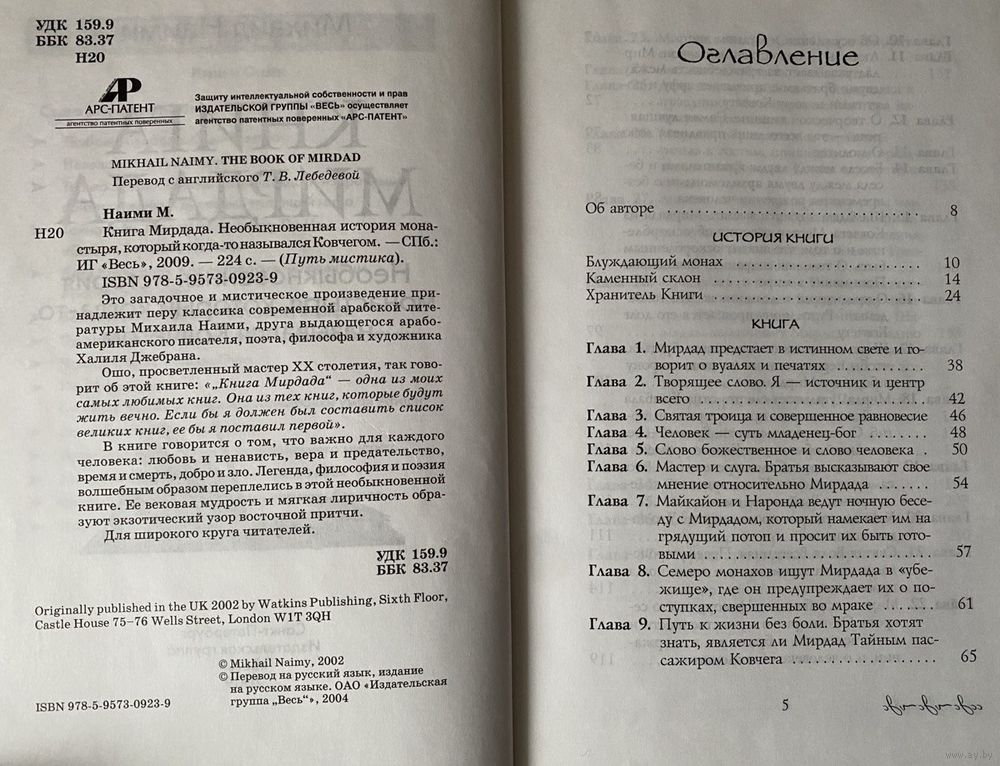 УДК 159.9
ББК 83.37
Н20
АР
АРС-ПАТЕНТ
агентство патентных поверенных
Защиту интеллектуальной собственности и прав
ИЗДАТЕЛЬСКОЙ ГРУППЫ «ВЕСЬ» осуществляет
агентство патентных поверенных «АРС-ПАТЕНТ»
MIKHAIL NAIMY. THE BOOK OF MIRDAD
Перевод с английского Т. В. Лебедевой
Наими М.
Н20 Книга Мирдада. Необыкновенная история мона-
стыря, который когда-то назывался Ковчегом. — СПб.:
ИГ «Весь», 2009. — 224 с. — (Путь мистика).
ISBN 978-5-9573-0923-9
Это загадочное и мистическое произведение при-
надлежит перу классика современной арабской лите-
ратуры Михаила Наими, друга выдающегося арабо-
американского писателя, поэта, философа и художника
Халиля Джебрана.
Ошо, просветленный мастер XX столетия, так гово-
рит об этой книге: «„Книга Мирдада“ — одна из моих
самых любимых книг. Она из тех книг, которые будут
жить вечно. Если бы я должен был составить список
великих книг, ее бы я поставил первой».
В книге говорится о том, что важно для каждого
человека: любовь и ненависть, вера и предательство,
время и смерть, добро и зло. Легенда, философия и поэзия
волшебным образом переплелись в этой необыкновенной
книге. Ее вековая мудрость и мягкая лиричность обра-
зуют экзотический узор восточной притчи.
Для широкого круга читателей.
УДК 159.9
ББК 83.37
Originally published in the UK 2002 by Watkins Publishing, Sixth Floor,
Castle House 75–76 Wells Street, London W1T 3QH
© Mikhail Naimy, 2002
© Перевод на русский язык, издание
на русском языке. ОАО «Издательская
группа „Весь“», 2004
ISBN 978-5-9573-0923-9
Оглавление
Об авторе 8
ИСТОРИЯ КНИГИ
Блуждающий монах 10
Каменный склон 14
Хранитель Книги 24
КНИГА
Глава 1. Мирдад предстает в истинном свете и го-
ворит о вуалях и печатях 38
Глава 2. Творящее слово. Я — источник и центр
всего 42
Глава 3. Святая троица и совершенное равновесие 46
Глава 4. Человек — суть младенец-бог 48
Глава 5. Слово божественное и слово человека 50
Глава 6. Мастер и слуга. Братья высказывают свое
мнение относительно Мирдада 54
Глава 7. Майкайон и Наронда ведут ночную бесе-
ду с Мирдадом, который намекает им на
грядущий потоп и просит их быть гото-
выми 57
Глава 8. Семеро монахов ищут Мирдада в «убе-
жище», где он предупреждает их о по-
ступках, свершенных во мраке 61
Глава 9. Путь к жизни без боли. Братья хотят
знать, является ли Мирдад Тайным пас-
сажиром Ковчега 65
5
www.ay.by